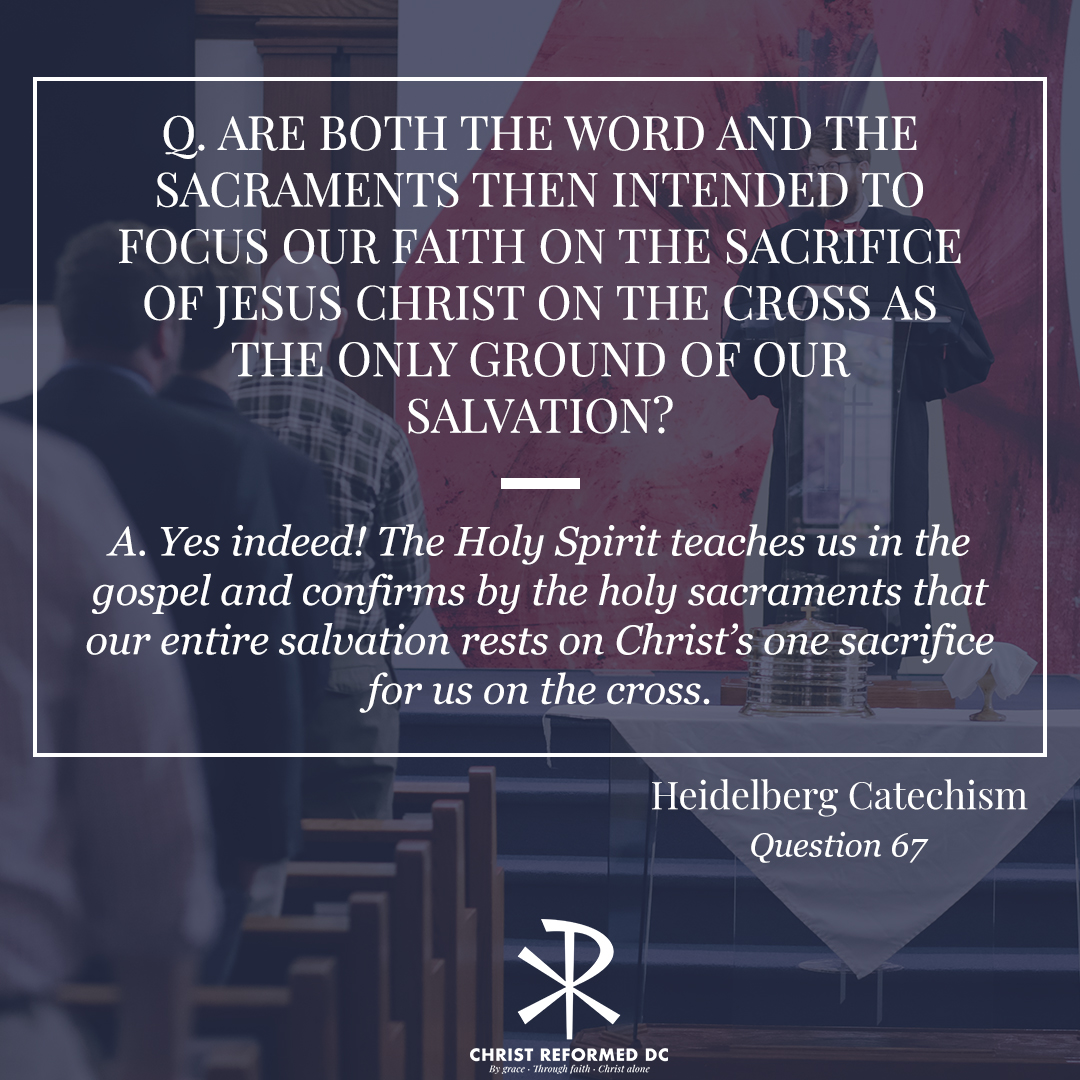 Q. ARE BOTH THE WORD AND THE
SACRAMENTS THEN INTENDED TO
FOCUS OUR FAITH ON THE SACRIFICE
OF JESUS CHRIST ON THE CROSS AS
THE ONLY GROUND OF OUR
SALVATION?
A. Yes indeed! The Holy Spirit teaches us in the
gospel and confirms by the holy sacraments that
our entire salvation rests on Christ’s one sacrifice
for us on the cross.
Heidelberg Catechism
Question 67
CHRIST REFORMED DC
By grace · Through faith · Christ alone